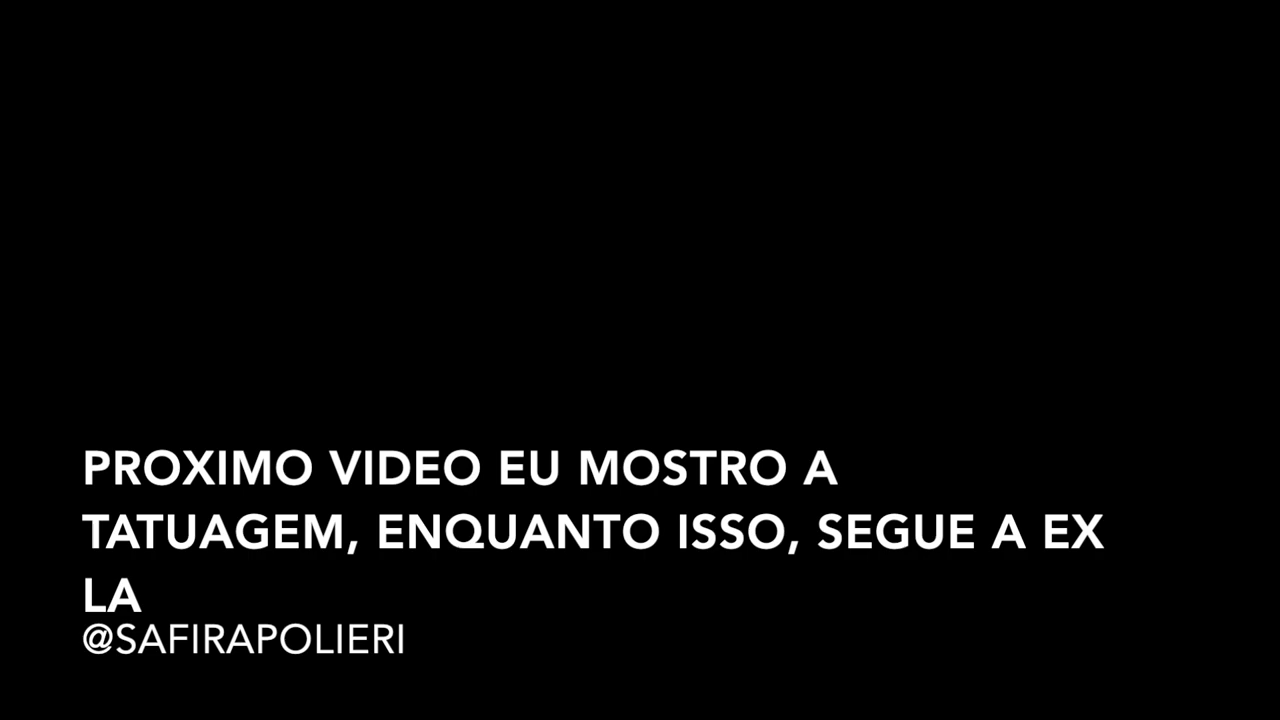 PROXIMO VIDEO EU MOSTRO A
TATUAGEM, ENQUANTO ISSO, SEGUE A EX
LA
@SAFIRAPOLIERI